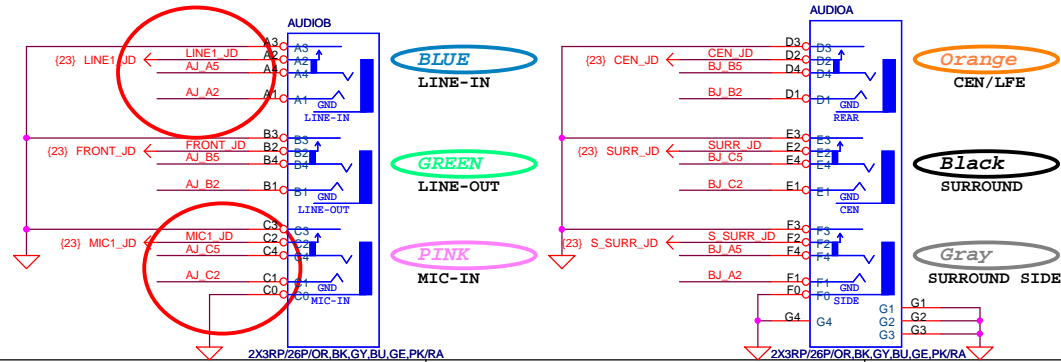 AUDIOB
A3 A3
{23} LINE1_JD LINE1_JD A2 A2
AJ_A5 A4 A4
AJ_A2 A1 A1
GND
LINE-IN
BLUE
LINE-IN
B3 B3
{23} FRONT_JD FRONT_JD B2 B2
AJ_B5 B4 B4
AJ_B2 B1 B1
GND
LINE-OUT
GREEN
LINE-OUT
C3 C3
{23} MIC1_JD MIC1_JD C2 C2
AJ_C5 C4 C4
AJ_C2 C1 C1
GND
C0 C0
MIC-IN
PINK
MIC-IN
2X3RP/26P/OR,BK,GY,BU,GE,PK/RA
AUDIOA
D3 D3
{23} CEN_JD CEN_JD D2 D2
BJ_B5 D4 D4
BJ_B2 D1 D1
GND
REAR
Orange
CEN/LFE
E3 E3
{23} SURR_JD SURR_JD E2 E2
BJ_C5 E4 E4
BJ_C2 E1 E1
GND
CEN
Black
SURROUND
F3 F3
{23} S_SURR_JD S_SURR_JD F2 F2
BJ_A5 F4 F4
BJ_A2 F1 F1
GND
F0 F0
SIDE
Gray
SURROUND SIDE
G4 G4
G1 G1
G2 G2
G3 G3
2X3RP/26P/OR,BK,GY,BU,GE,PK/RA